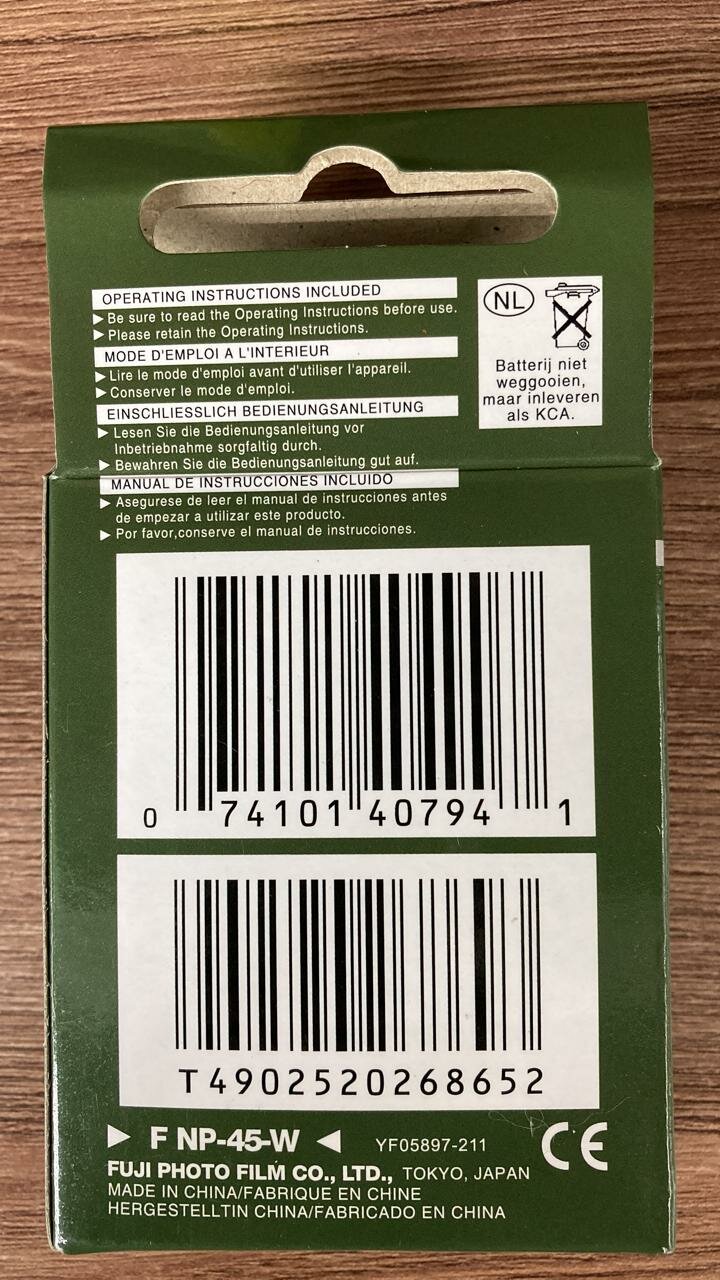 OPERATING INSTRUCTIONS INCLUDED
▶ Be sure to read the Operating Instructions before use.
▶ Please retain the Operating Instructions.
MODE D'EMPLOI A L'INTERIEUR
▶ Lire le mode d'emploi avant d'utiliser l'appareil.
▶ Conserver le mode d'emploi.
EINSCHLIESSLICH BEDIENUNGSANLEITUNG
▶ Lesen Sie die Bedienungsanleitung vor
Inbetriebnahme sorgfaltig durch.
▶ Bewahren Sie die Bedienungsanleitung gut auf.
MANUAL DE INSTRUCCIONES INCLUIDO
▶ Asegurese de leer el manual de instrucciones antes
de empezar a utilizar este producto.
▶ Por favor,conserve el manual de instrucciones.
NL
Batterij niet
weggooien,
maar inleveren
als KCA.
0 74101 40794 1
T4902520268652
▶ F NP-45-W ◀ YF05897-211 CE
FUJI PHOTO FILM CO., LTD., TOKYO, JAPAN
MADE IN CHINA/FABRIQUE EN CHINE
HERGESTELLTIN CHINA/FABRICADO EN CHINA